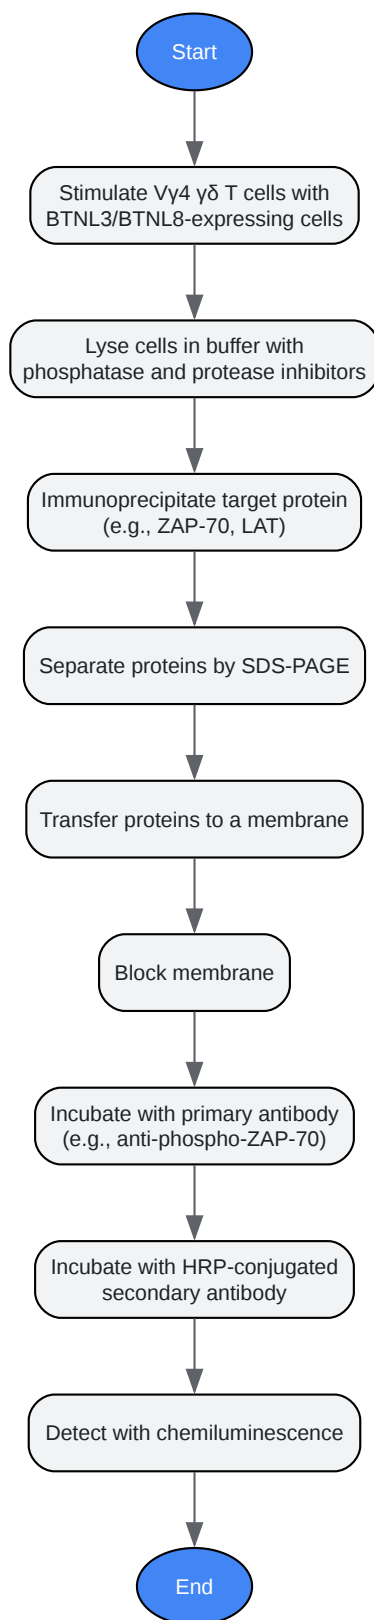 Start
Stimulate Vγ4 γδ T cells with
BTNL3/BTNL8-expressing cells
Lyse cells in buffer with
phosphatase and protease inhibitors
Immunoprecipitate target protein
(e.g., ZAP-70, LAT)
Separate proteins by SDS-PAGE
Transfer proteins to a membrane
Block membrane
Incubate with primary antibody
(e.g., anti-phospho-ZAP-70)
Incubate with HRP-conjugated
secondary antibody
Detect with chemiluminescence
End